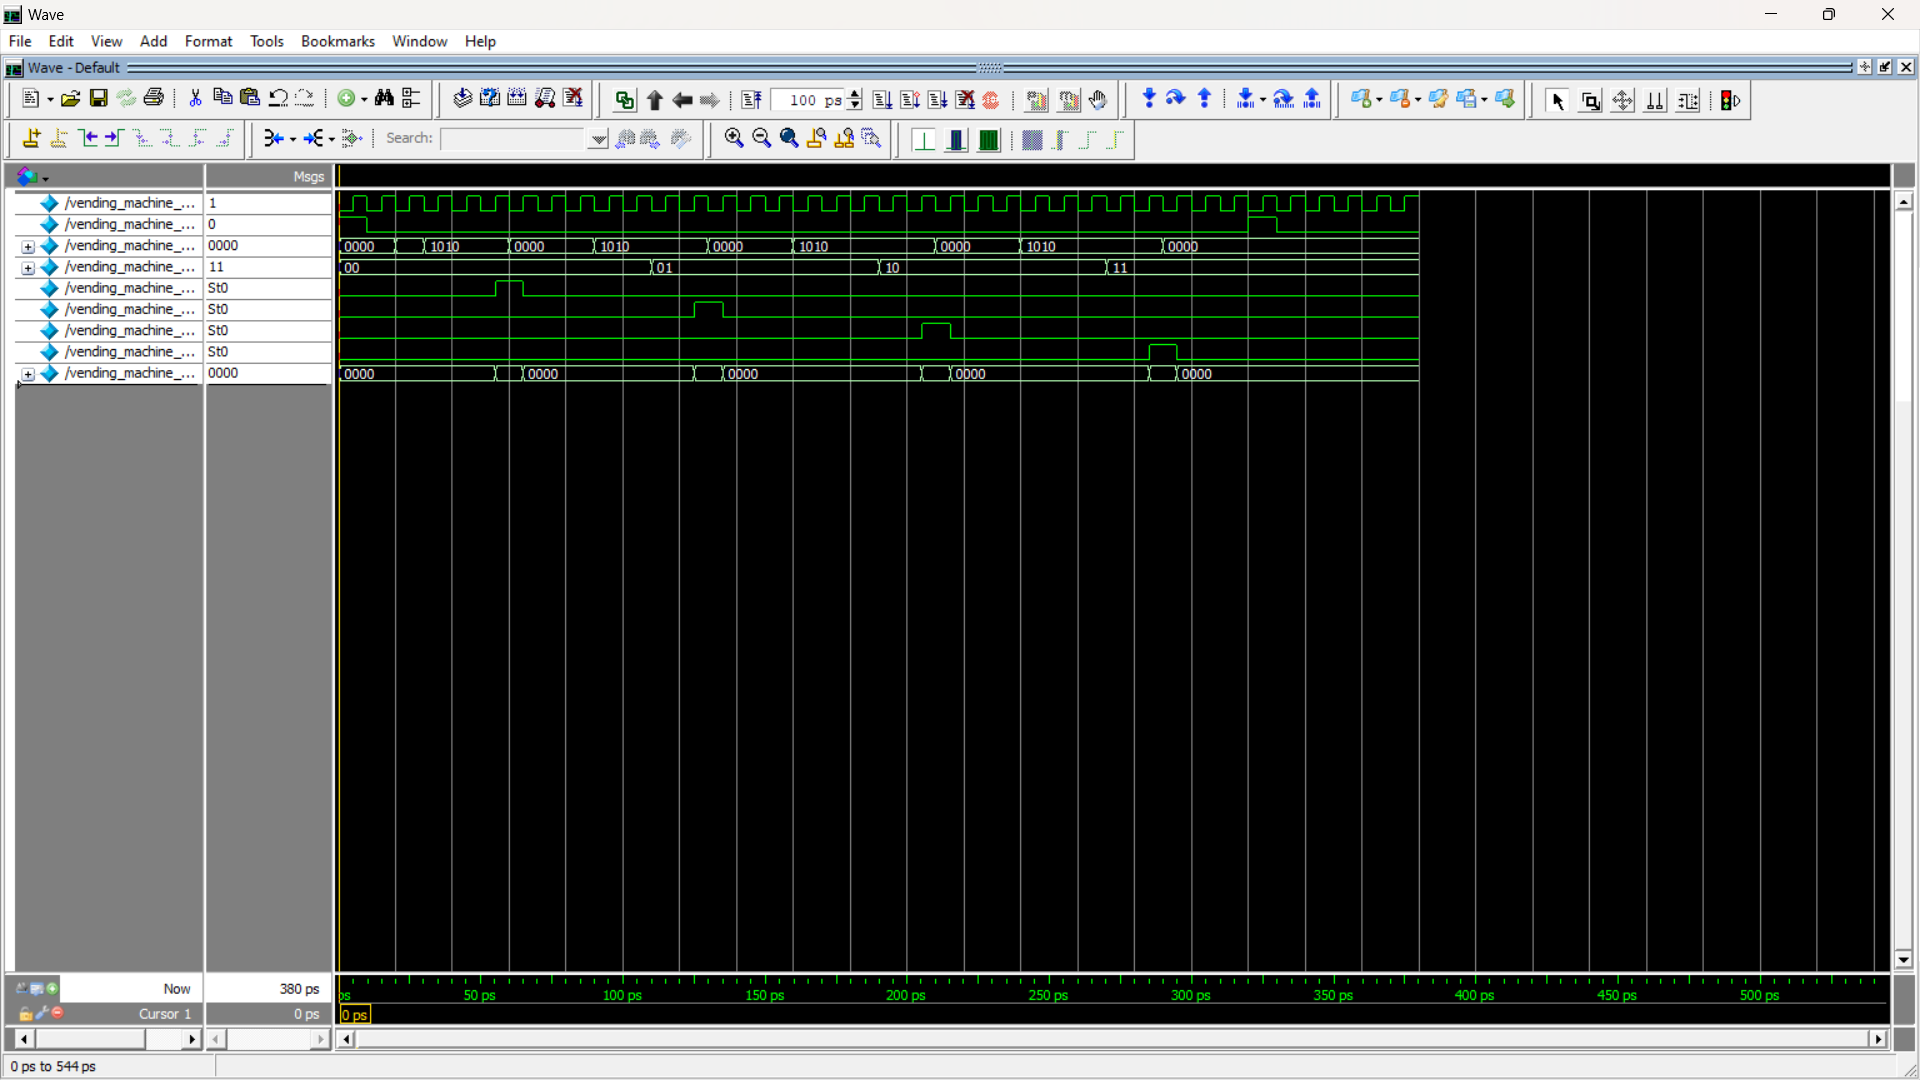 Wave
File Edit View Add Format Tools Bookmarks Window Help
Wave - Default
100 ps
Search:
Msgs
/vending_machine_... 1
/vending_machine_... 0
/vending_machine_... 0000 0000 1010 0000 1010 0000 1010 0000 1010 0000
/vending_machine_... 11 00 01 10 11
/vending_machine_... St0
/vending_machine_... St0
/vending_machine_... St0
/vending_machine_... St0
/vending_machine_... 0000 0000 0000 0000 0000 0000
Now 380 ps ps 50 ps 100 ps 150 ps 200 ps 250 ps 300 ps 350 ps 400 ps 450 ps 500 ps
Cursor 1 0 ps 0 ps
0 ps to 544 ps